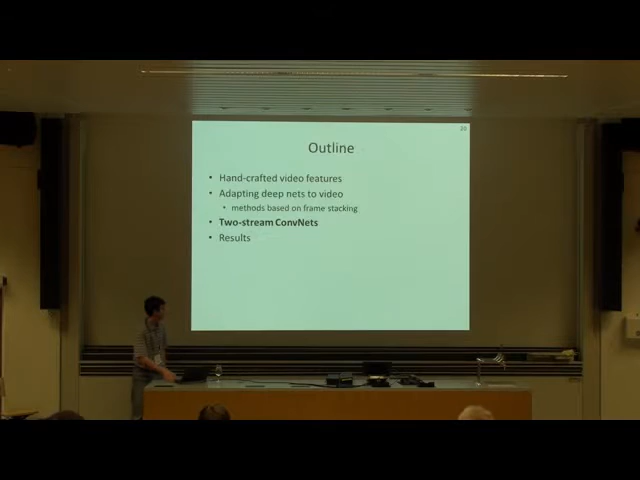 20
Outline
• Hand-crafted video features
• Adapting deep nets to video
• methods based on frame stacking
• Two-stream ConvNets
• Results